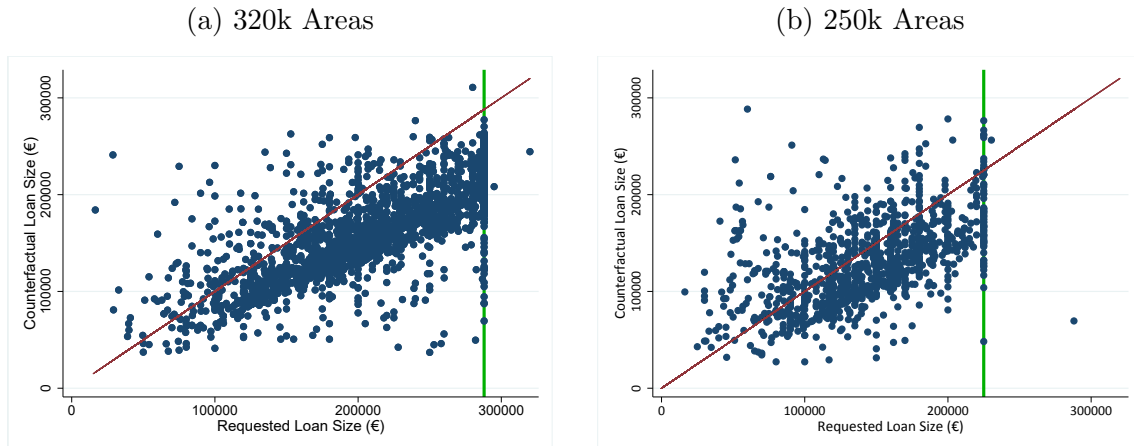 (a) 320k Areas
Counterfactual Loan Size (€)
300000
200000
100000
0
0 100000 200000 300000
Requested Loan Size (€)
(b) 250k Areas
Counterfactual Loan Size (€)
300000
200000
100000
0
0 100000 200000 300000
Requested Loan Size (€)